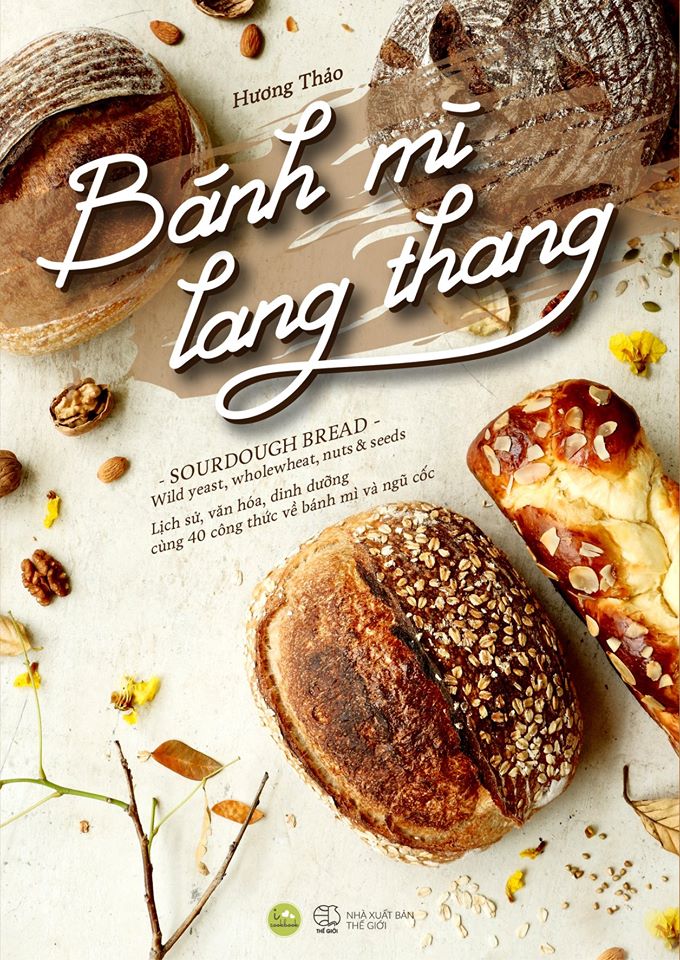 Hương Thảo
Bánh mì
lang thang
- SOURDOUGH BREAD -
Wild yeast, wholewheat, nuts & seeds
Lịch sử, văn hóa, dinh dưỡng
cùng 40 công thức về bánh mì và ngũ cốc
i
cookbook
THẾ GIỚI
NHÀ XUẤT BẢN
THẾ GIỚI